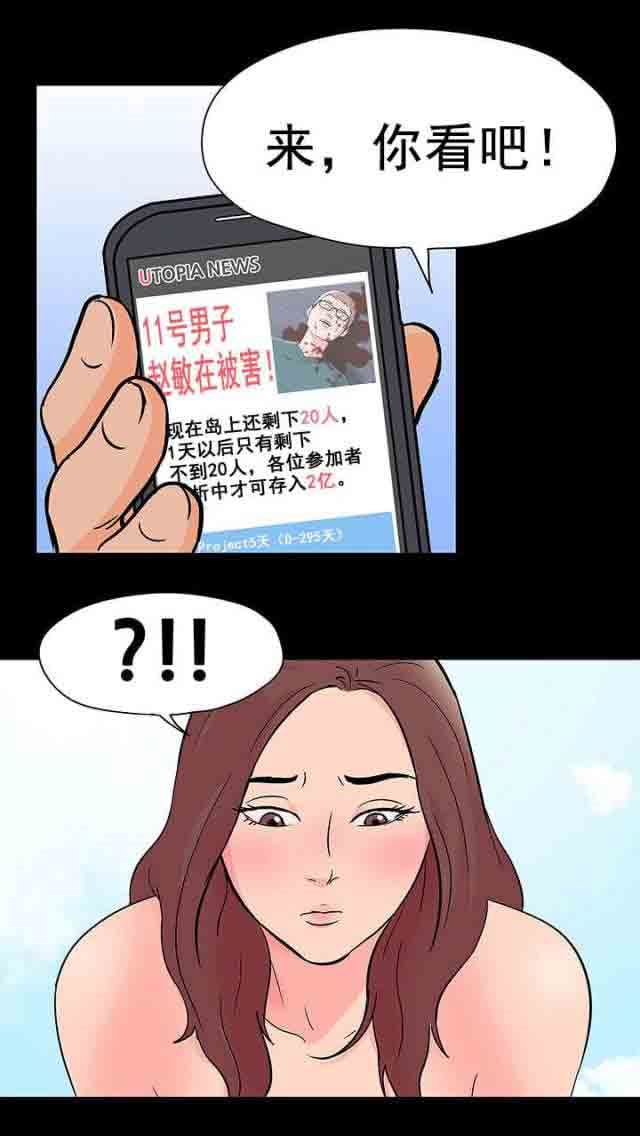 来，你看吧！
UTOPIA NEWS
11号男子
赵敏在被害！
现在岛上还剩下20人，
1天以后只有剩下
不到20人，各位参加者
折中才可存入2亿。
Project5天（D-295天）
?!!